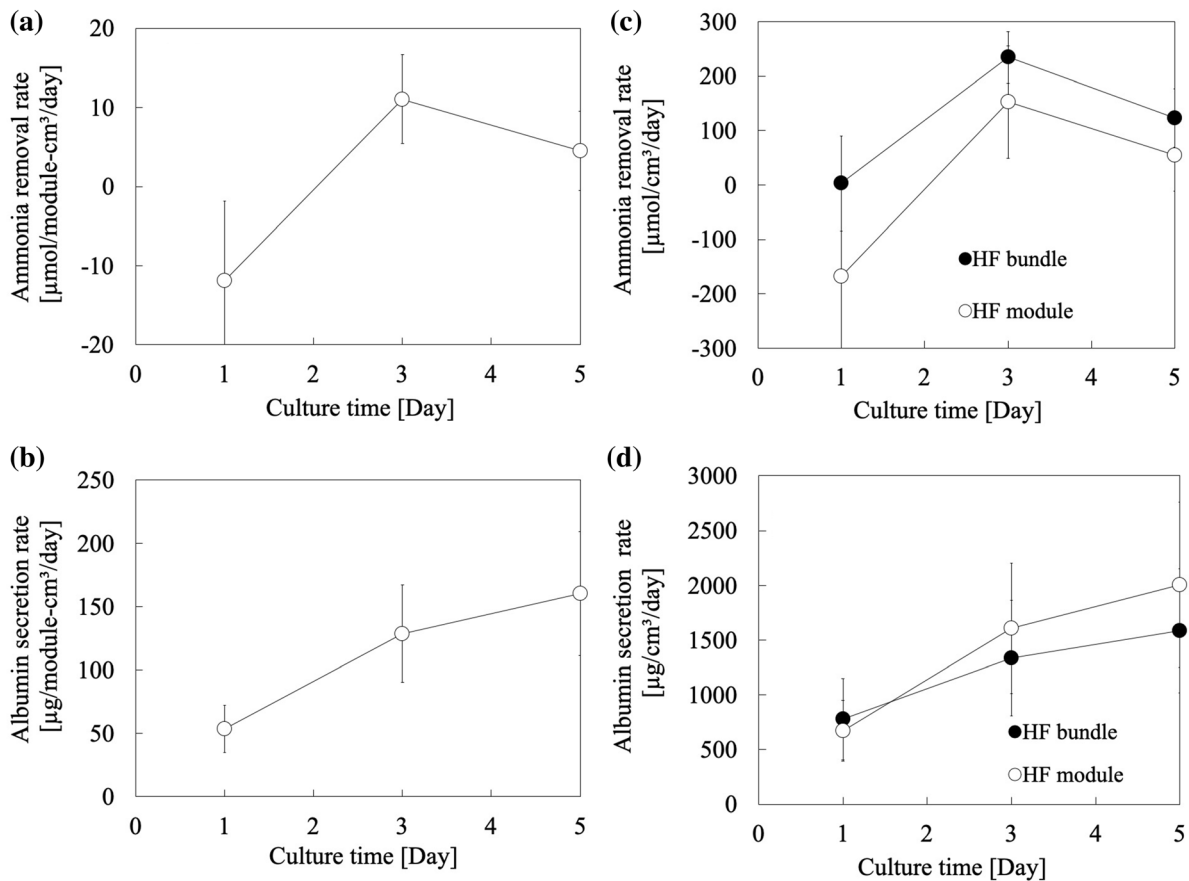 (a)
Ammonia removal rate
[µmol/module-cm³/day]
20
10
0
-10
-20
0 1 2 3 4 5
Culture time [Day]
(c)
Ammonia removal rate
[µmol/cm³/day]
300
200
100
0
-100
-200
-300
HF bundle
HF module
0 1 2 3 4 5
Culture time [Day]
(b)
Albumin secretion rate
[µg/module-cm³/day]
250
200
150
100
50
0
0 1 2 3 4 5
Culture time [Day]
(d)
Albumin secretion rate
[µg/cm³/day]
3000
2500
2000
1500
1000
500
0
HF bundle
HF module
0 1 2 3 4 5
Culture time [Day]